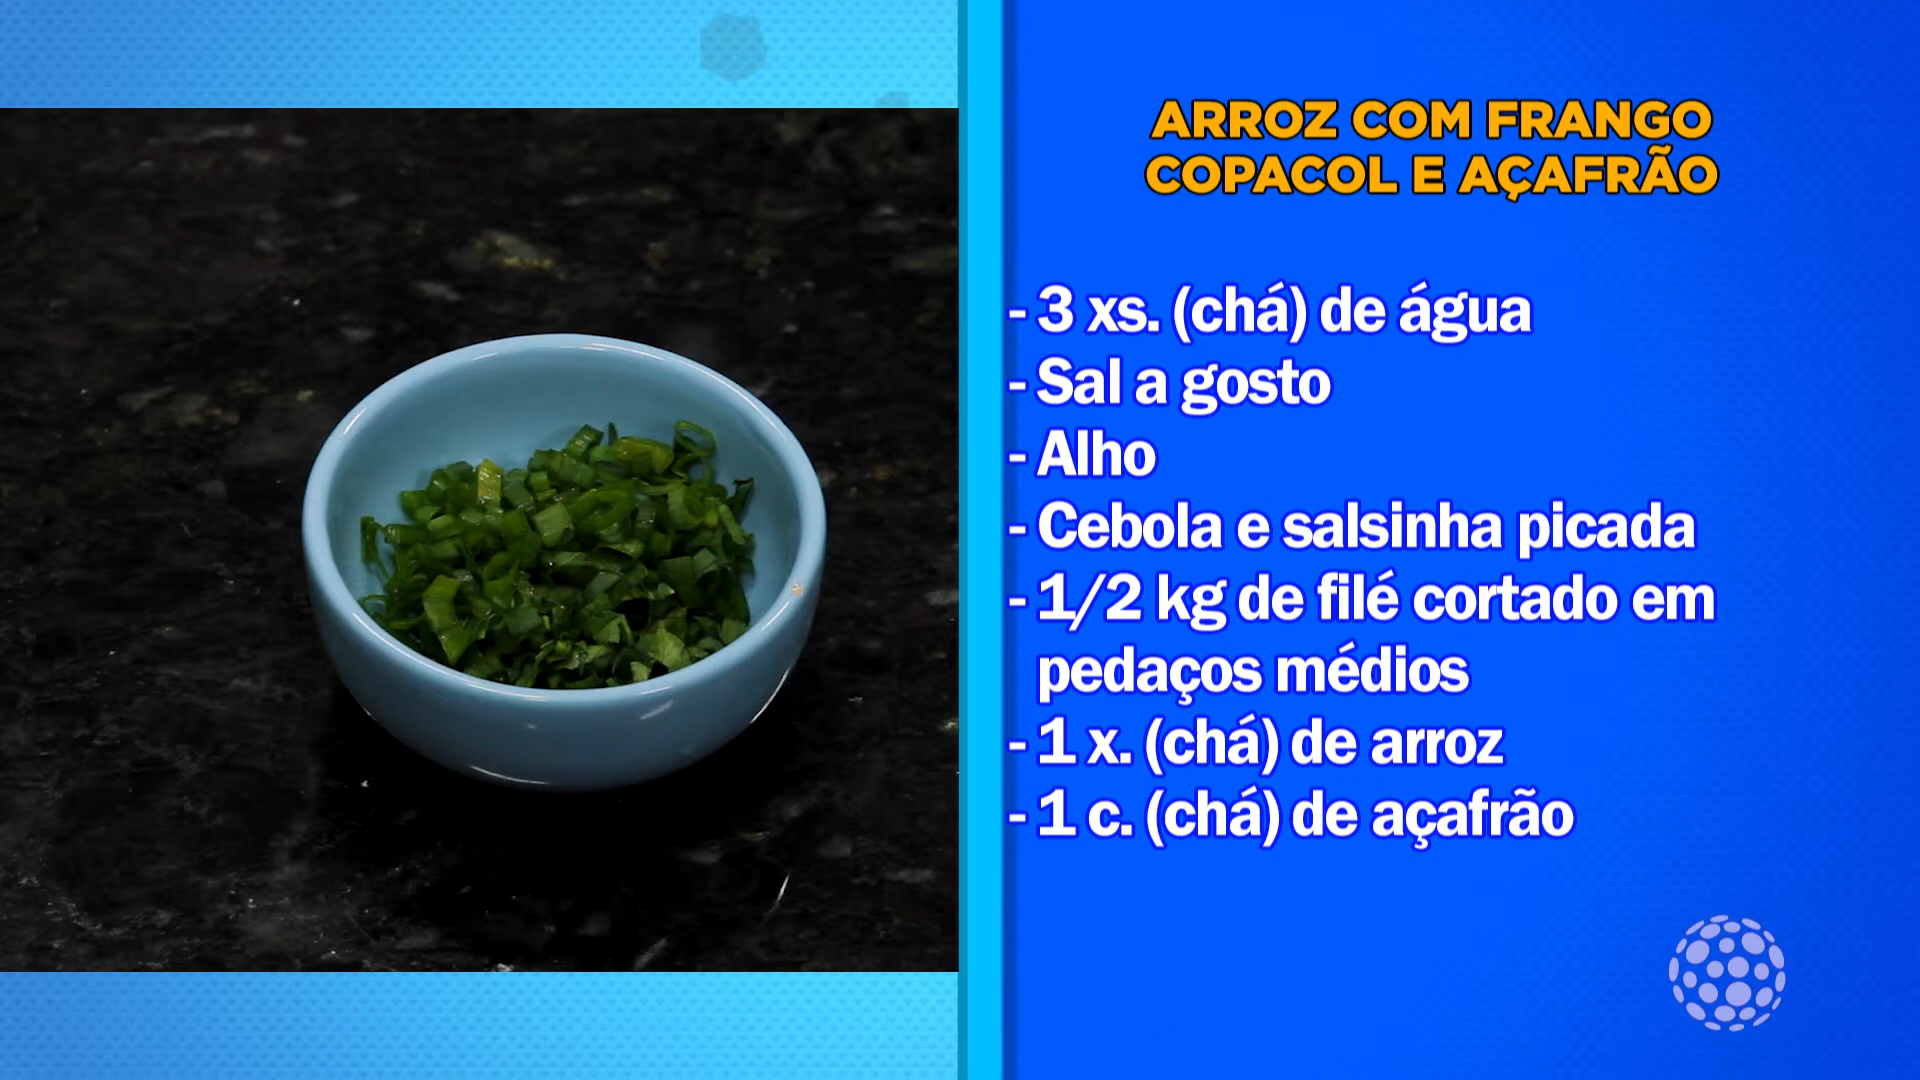 ARROZ COM FRANGO
COPACOL E AÇAFRÃO
- 3 xs. (chá) de água
- Sal a gosto
- Alho
- Cebola e salsinha picada
- 1/2 kg de filé cortado em
pedaços médios
- 1 x. (chá) de arroz
- 1 c. (chá) de açafrão